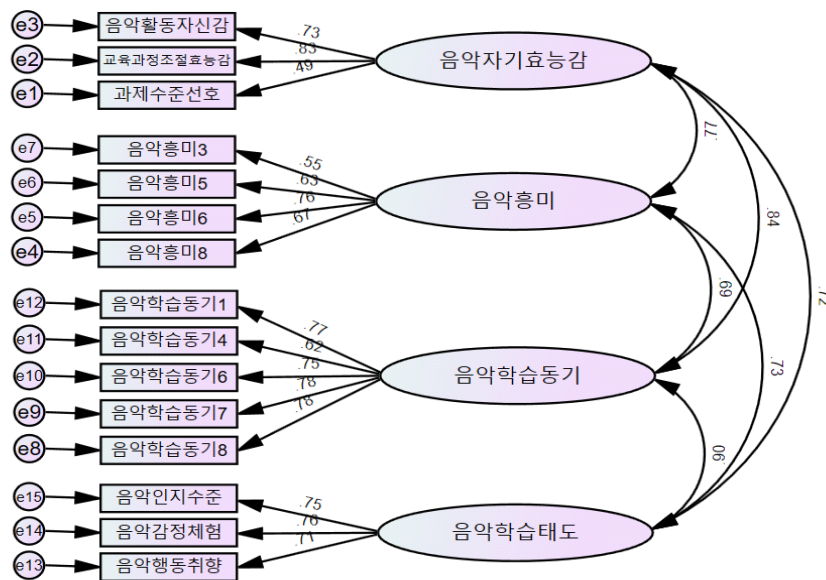 e3 음악활동자신감 .73
e2 교육과정조절효능감 .83
e1 과제수준선호 .49
음악자기효능감
.77
e7 음악흥미3 .55
e6 음악흥미5 .63
e5 음악흥미6 .76
e4 음악흥미8 .67
음악흥미
.84
.69
.72
e12 음악학습동기1 .77
e11 음악학습동기4 .62
e10 음악학습동기6 .75
e9 음악학습동기7 .78
e8 음악학습동기8 .78
음악학습동기
.73
.90
e15 음악인지수준 .75
e14 음악감정체험 .76
e13 음악행동취향 .71
음악학습태도